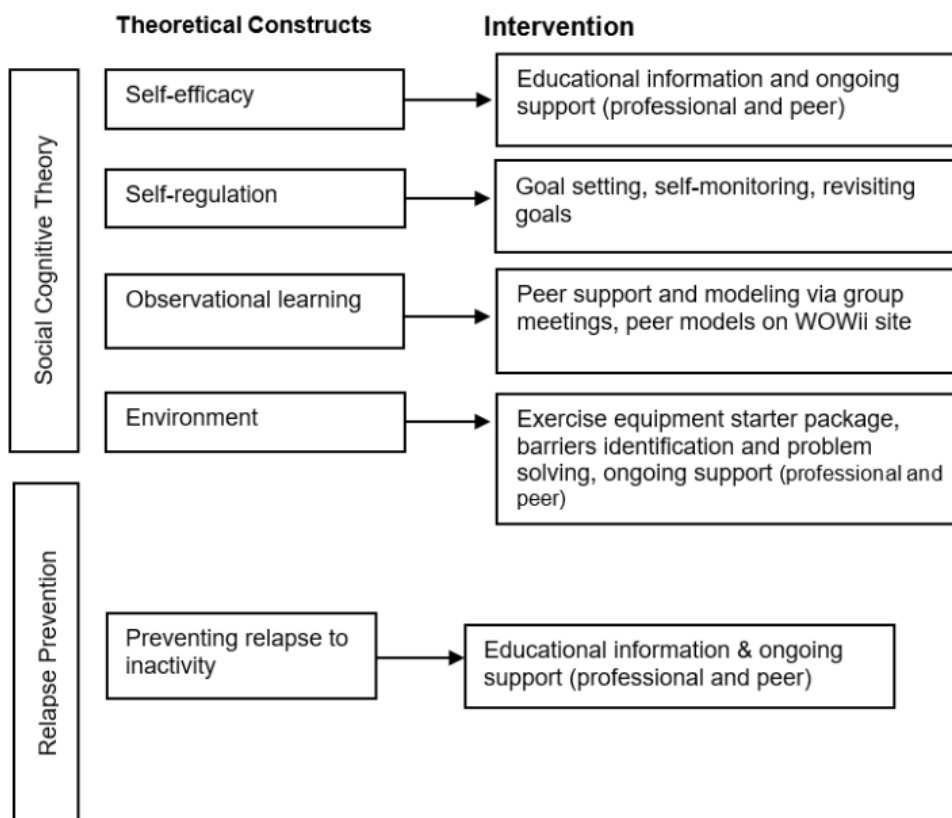 Theoretical Constructs
Intervention
Social Cognitive Theory
Self-efficacy
Educational information and ongoing
support (professional and peer)
Self-regulation
Goal setting, self-monitoring, revisiting
goals
Observational learning
Peer support and modeling via group
meetings, peer models on WOWii site
Environment
Exercise equipment starter package,
barriers identification and problem
solving, ongoing support (professional and
peer)
Relapse Prevention
Preventing relapse to
inactivity
Educational information & ongoing
support (professional and peer)